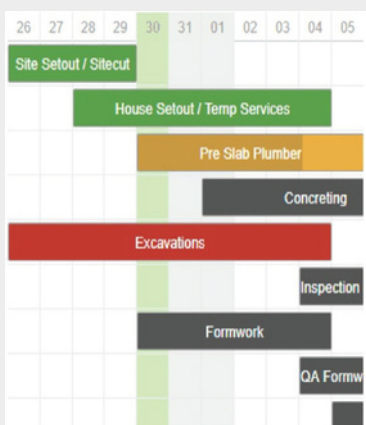 26 27 28 29 30 31 01 02 03 04 05
Site Setout / Sitecut
House Setout / Temp Services
Pre Slab Plumber
Concreting
Excavations
Inspection
Formwork
QA Formw